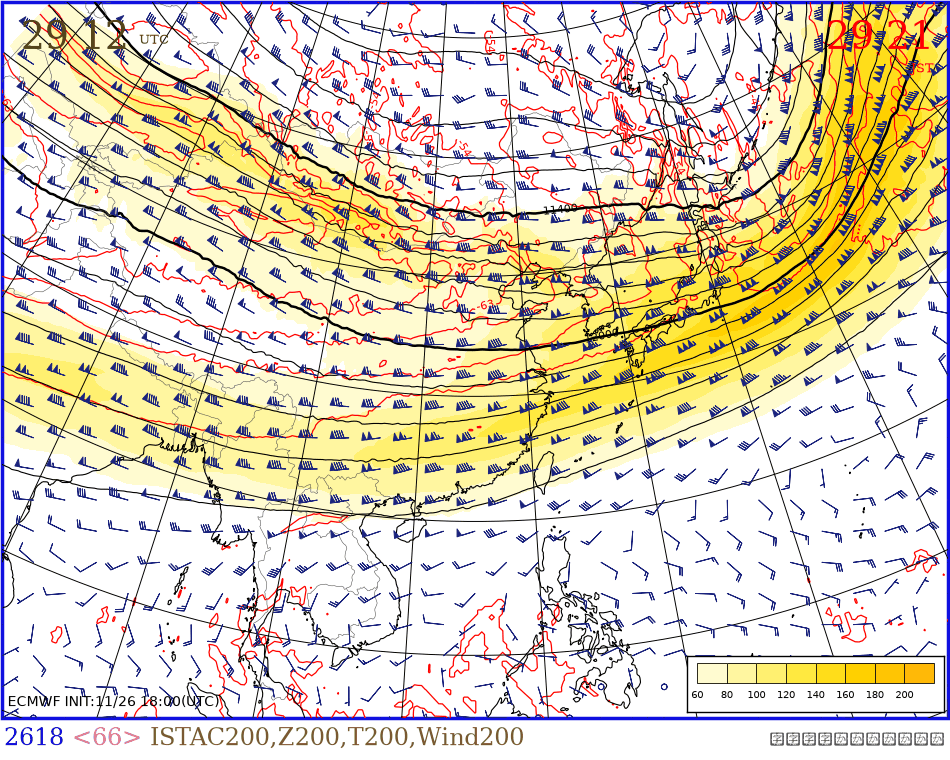 29 12 UTC
29 21 JST
60 80 100 120 140 160 180 200
ECMWF INIT:11/26 18:00(UTC)
2618 <66> ISTAC200,Z200,T200,Wind200